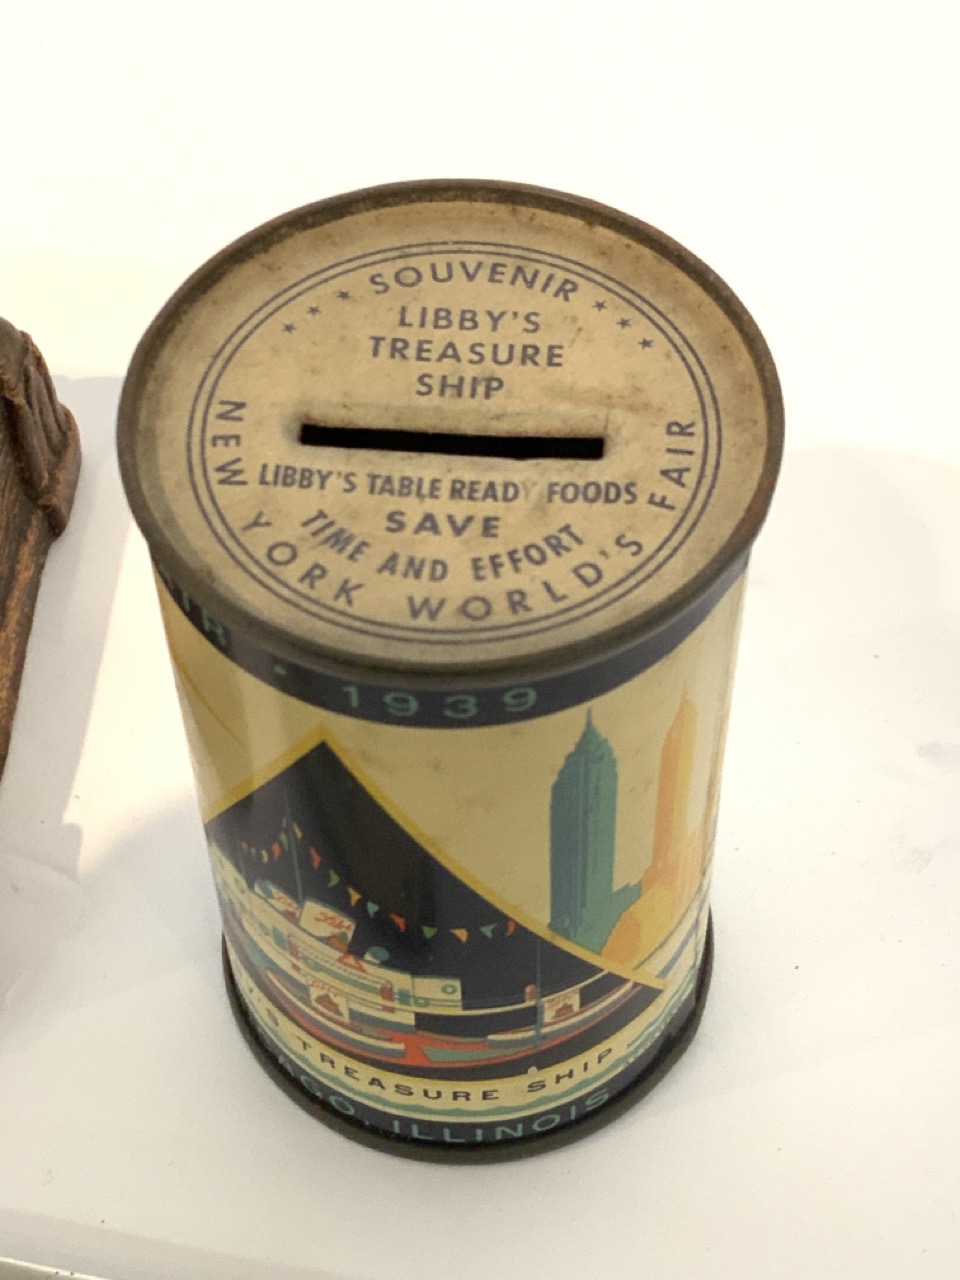 SOUVENIR
LIBBY'S
TREASURE
SHIP
LIBBY'S TABLE READY FOODS
SAVE
TIME AND EFFORT
NEW YORK WORLD'S FAIR
1939
Libby's
TREASURE SHIP
ILLINOIS